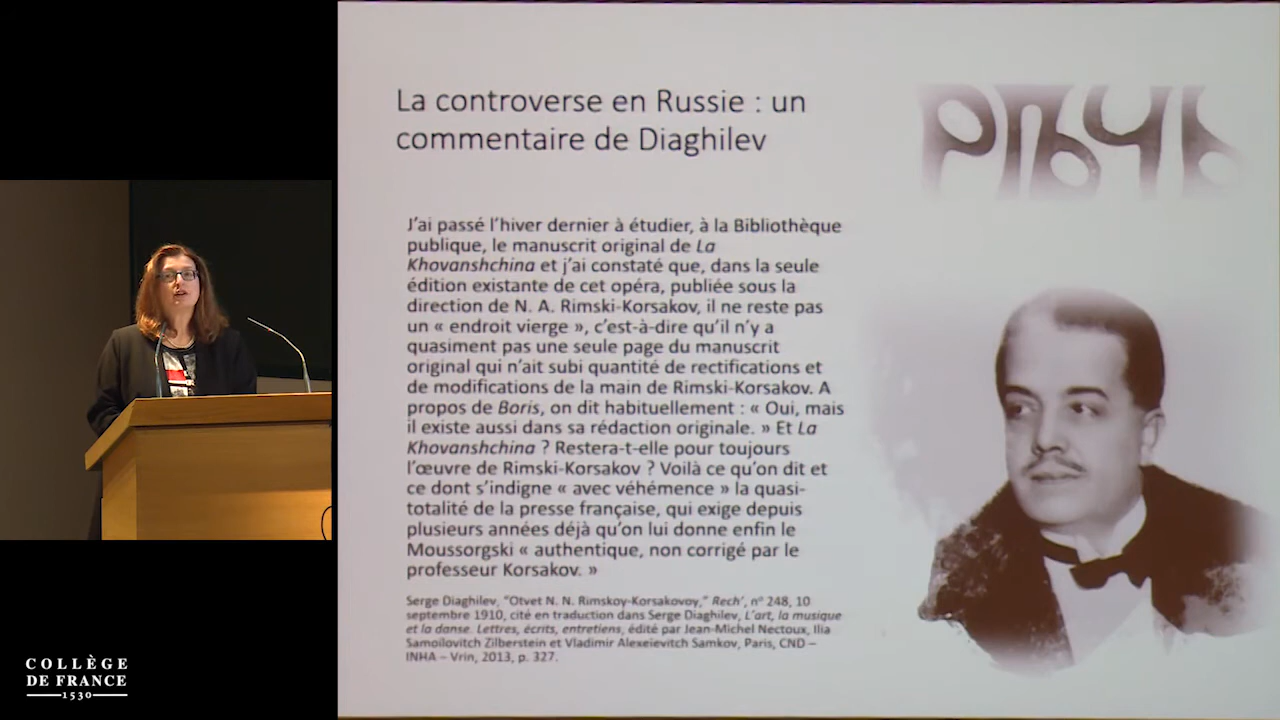 La controverse en Russie : un
commentaire de Diaghilev
РѢЧЬ
J'ai passé l'hiver dernier à étudier, à la Bibliothèque
publique, le manuscrit original de La
Khovanshchina et j'ai constaté que, dans la seule
édition existante de cet opéra, publiée sous la
direction de N. A. Rimski-Korsakov, il ne reste pas
un « endroit vierge », c'est-à-dire qu'il n'y a
quasiment pas une seule page du manuscrit
original qui n'ait subi quantité de rectifications et
de modifications de la main de Rimski-Korsakov. A
propos de Boris, on dit habituellement : « Oui, mais
il existe aussi dans sa rédaction originale. » Et La
Khovanshchina ? Restera-t-elle pour toujours
l'œuvre de Rimski-Korsakov ? Voilà ce qu'on dit et
ce dont s'indigne « avec véhémence » la quasi-
totalité de la presse française, qui exige depuis
plusieurs années déjà qu'on lui donne enfin le
Moussorgski « authentique, non corrigé par le
professeur Korsakov. »
Serge Diaghilev, "Otvet N. N. Rimskoy-Korsakovoy," Rech', nº 248, 10
septembre 1910, cité en traduction dans Serge Diaghilev, L'art, la musique
et la danse. Lettres, écrits, entretiens, édité par Jean-Michel Nectoux, Ilia
Samoïlovitch Zilberstein et Vladimir Alexeïevitch Samkov, Paris, CND –
INHA – Vrin, 2013, p. 327.
COLLÈGE
DE FRANCE
1530